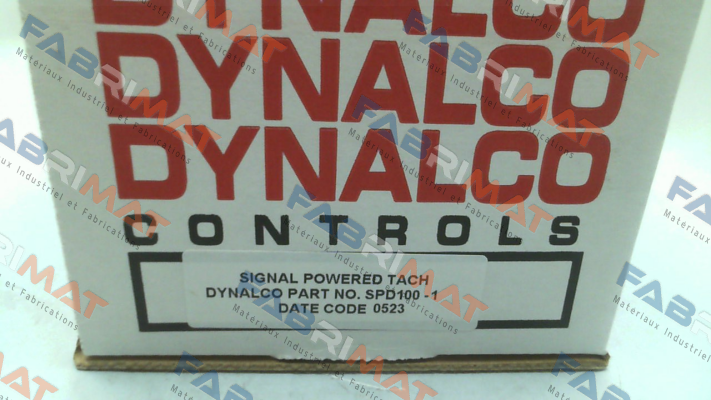 DYNALCO
DYNALCO
DYNALCO
CONTROLS
SIGNAL POWERED TACH
DYNALCO PART NO. SPD100 -1
DATE CODE 0523
FABRIMAT
Matériaux Industriel et Fabrications